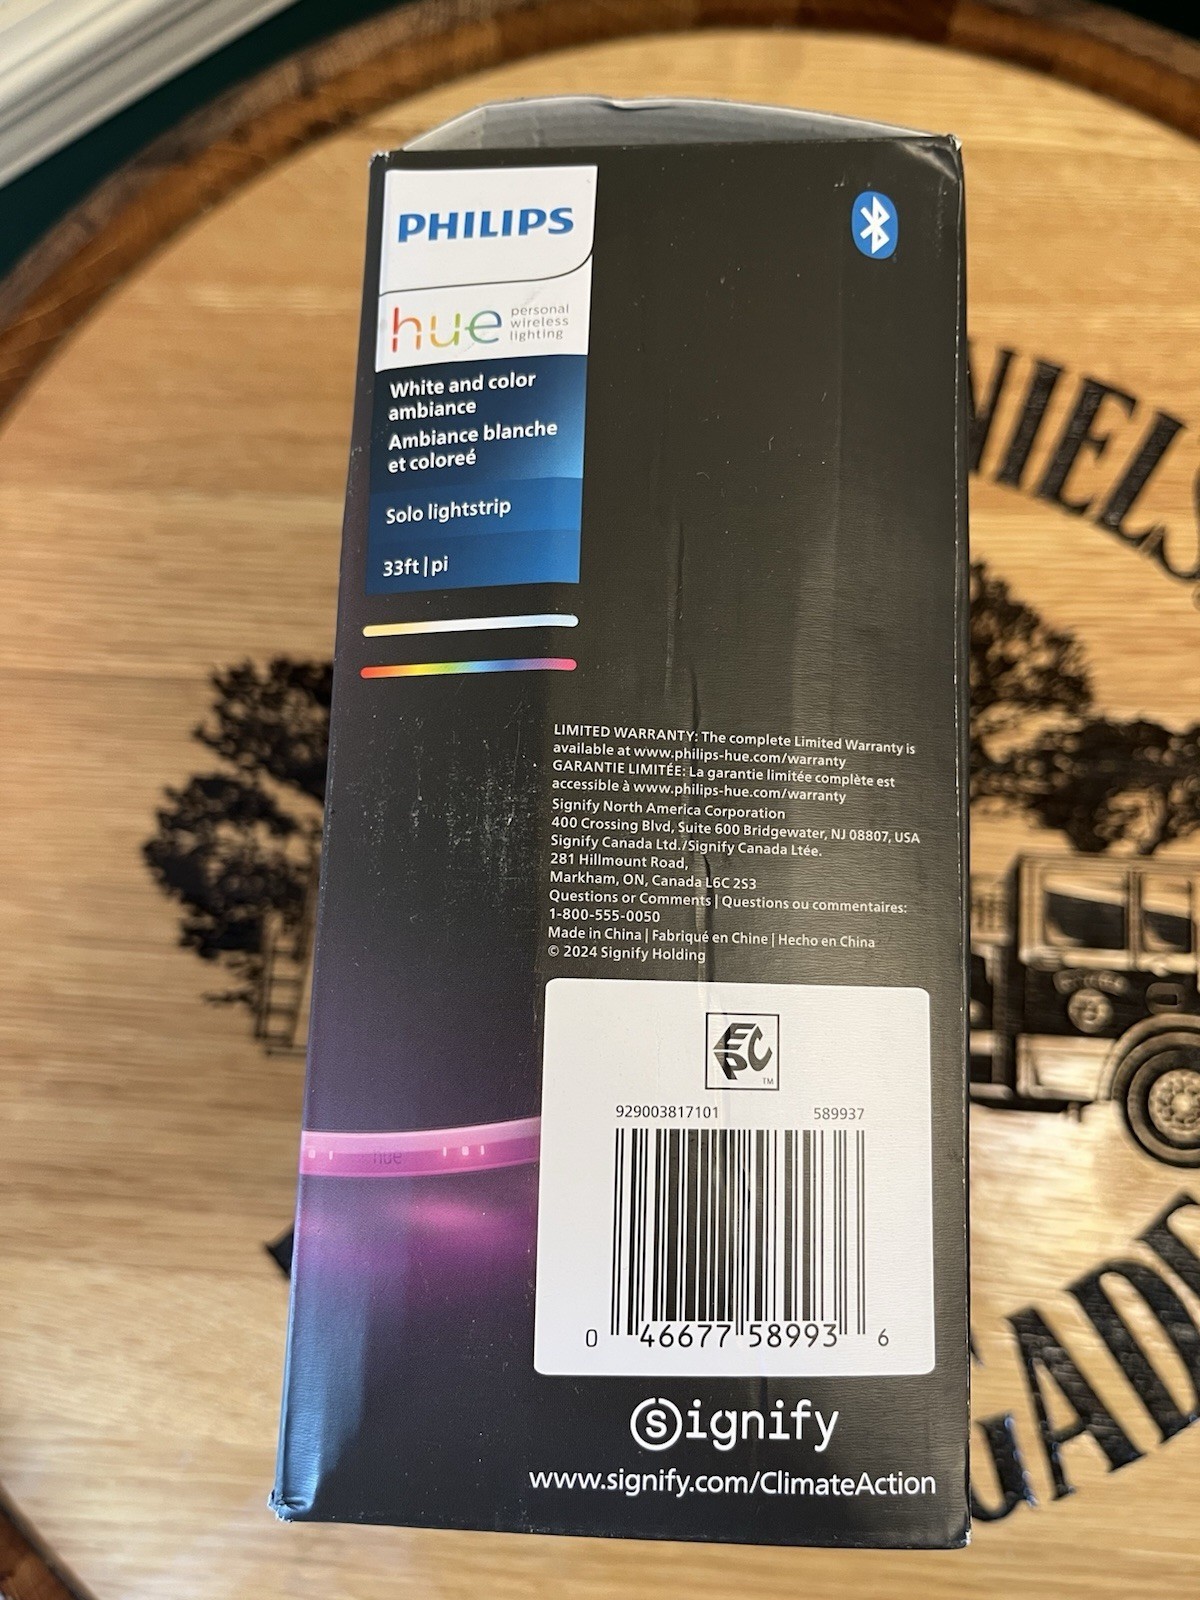 PHILIPS
hue personal
wireless
lighting
White and color
ambiance
Ambiance blanche
et coloreé
Solo lightstrip
33ft | pi
LIMITED WARRANTY: The complete Limited Warranty is
available at www.philips-hue.com/warranty
GARANTIE LIMITÉE: La garantie limitée complète est
accessible à www.philips-hue.com/warranty
Signify North America Corporation
400 Crossing Blvd, Suite 600 Bridgewater, NJ 08807, USA
Signify Canada Ltd./Signify Canada Ltée.
281 Hillmount Road,
Markham, ON, Canada L6C 2S3
Questions or Comments | Questions ou commentaires:
1-800-555-0050
Made in China | Fabriqué en Chine | Hecho en China
© 2024 Signify Holding
hue
EPC TM
929003817101 589937
0 46677 58993 6
Signify
www.signify.com/ClimateAction
NIELS
GAD